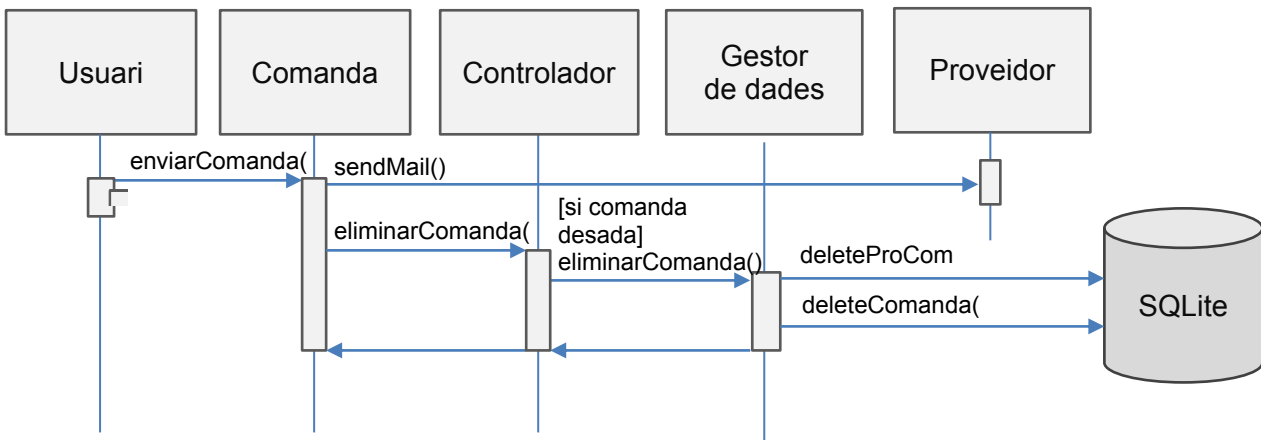 Usuari
Comanda
Controlador
Gestor
de dades
Proveidor
enviarComanda(
sendMail()
[si comanda
desada]
eliminarComanda(
eliminarComanda()
deleteProCom
deleteComanda(
SQLite